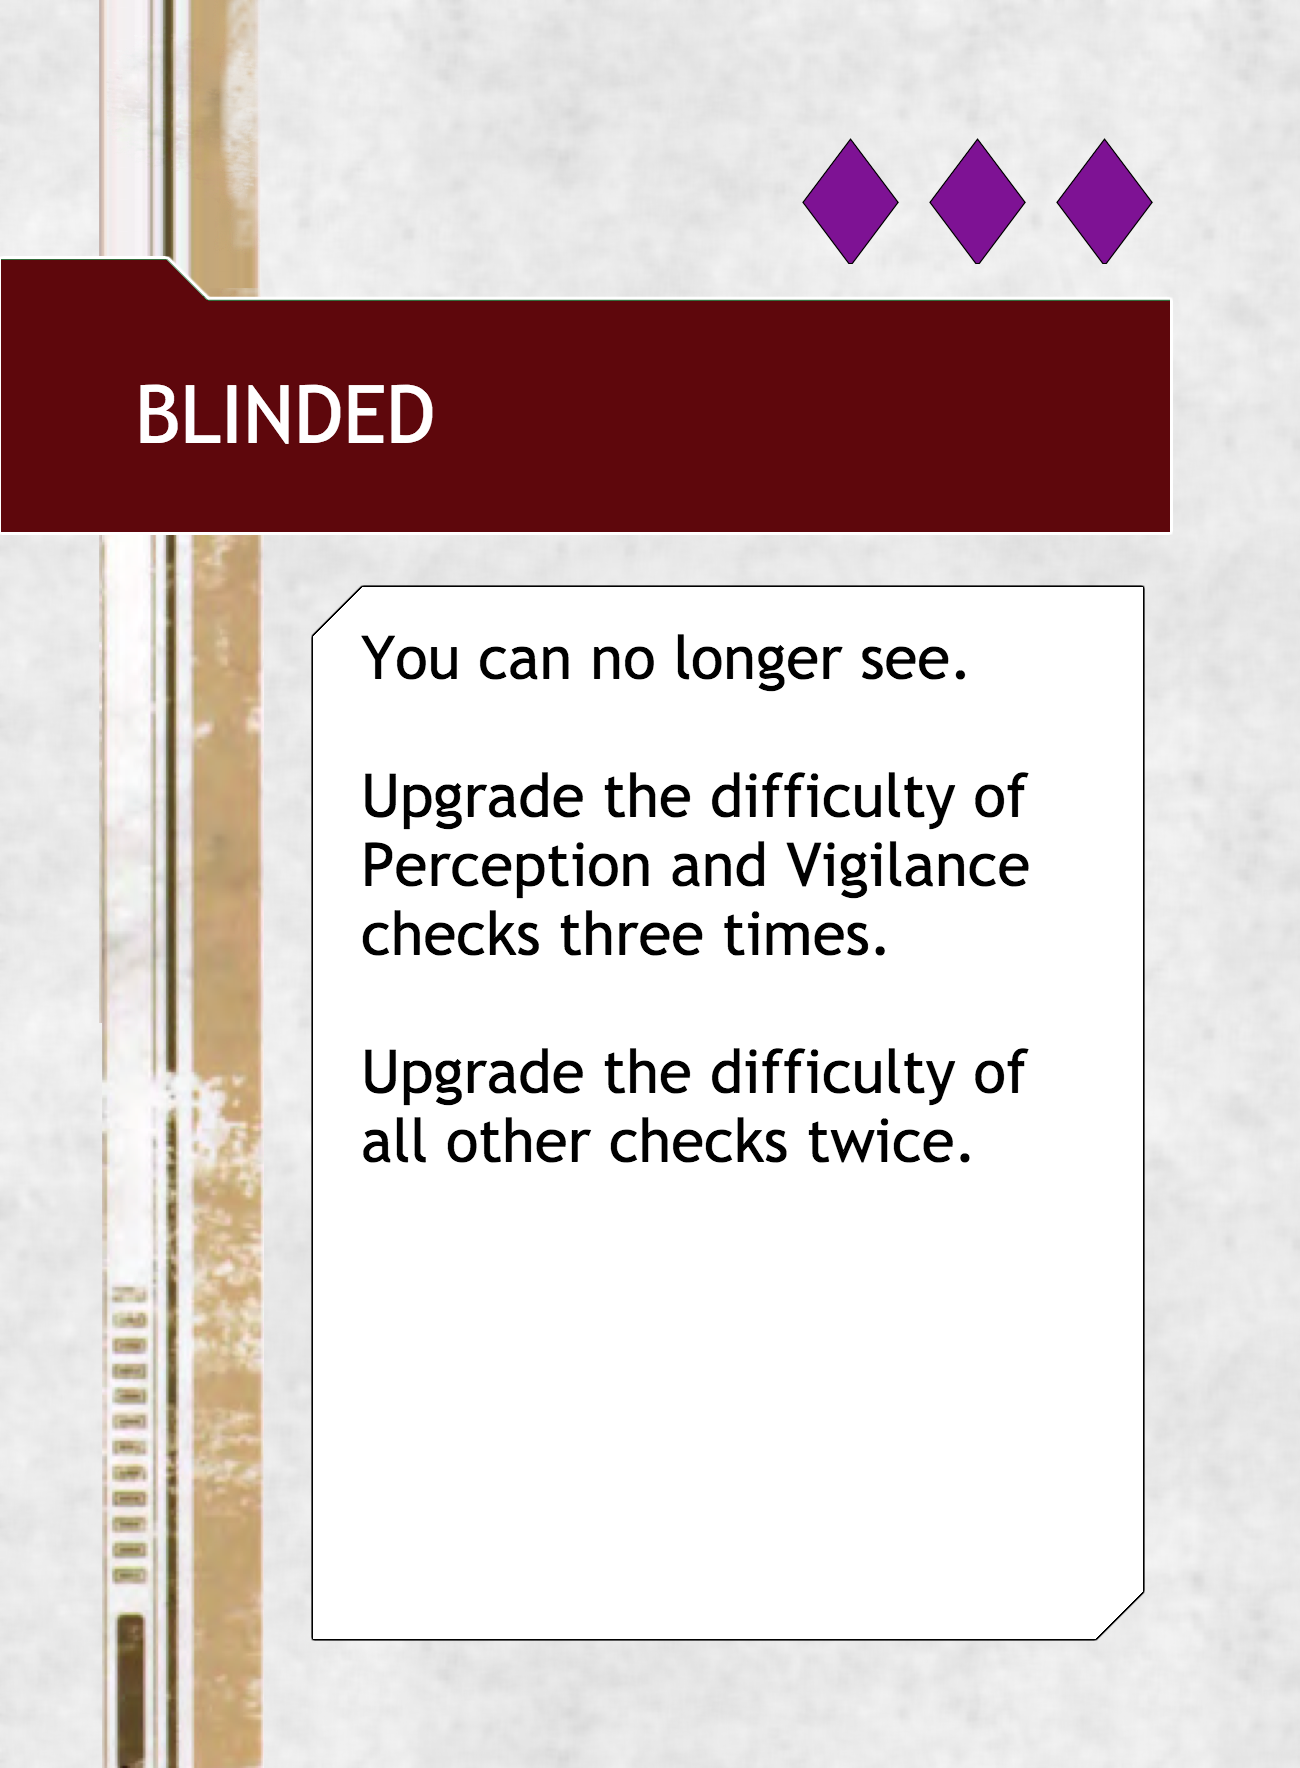 BLINDED
You can no longer see.
Upgrade the difficulty of
Perception and Vigilance
checks three times.
Upgrade the difficulty of
all other checks twice.